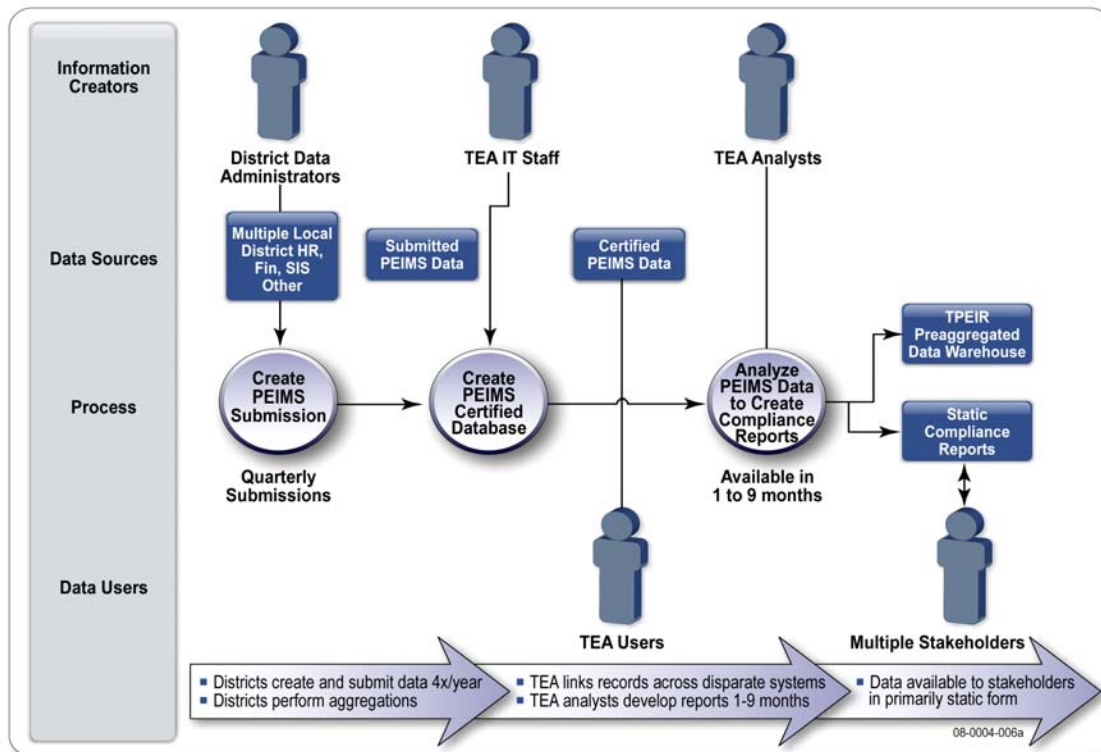 Information
Creators
District Data
Administrators
TEA IT Staff
TEA Analysts
Data Sources
Multiple Local
District HR,
Fin, SIS
Other
Submitted
PEIMS Data
Certified
PEIMS Data
TPEIR
Preaggregated
Data Warehouse
Process
Create
PEIMS
Submission
Create
PEIMS
Certified
Database
Analyze
PEIMS Data
to Create
Compliance
Reports
Static
Compliance
Reports
Quarterly
Submissions
Available in
1 to 9 months
Data Users
TEA Users
Multiple Stakeholders
Districts create and submit data 4x/year
Districts perform aggregations
TEA links records across disparate systems
TEA analysts develop reports 1-9 months
Data available to stakeholders
in primarily static form
08-0004-006a